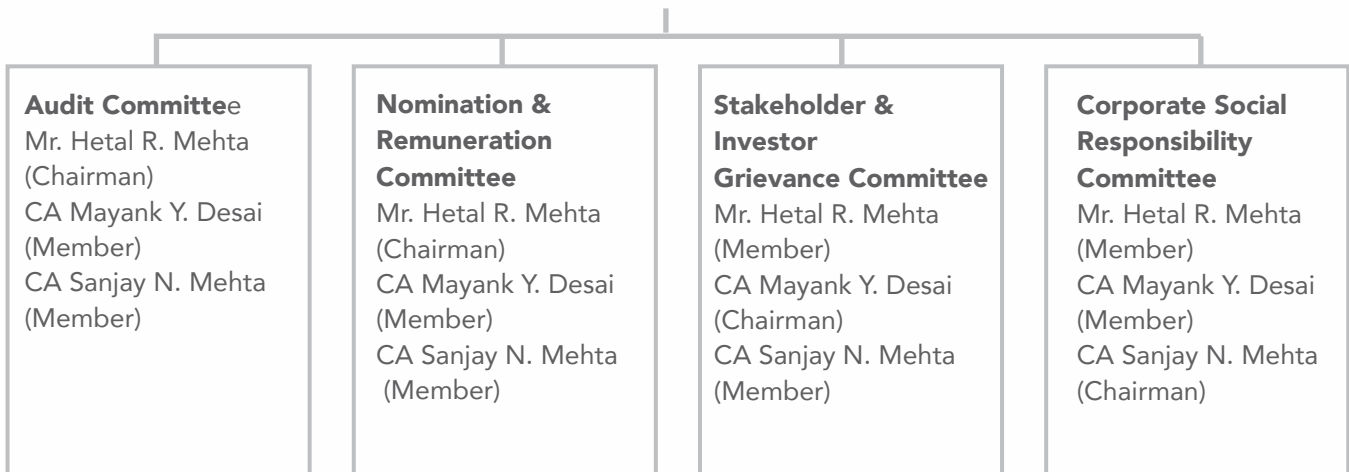 Audit Committee
Mr. Hetal R. Mehta
(Chairman)
CA Mayank Y. Desai
(Member)
CA Sanjay N. Mehta
(Member)
Nomination &
Remuneration
Committee
Mr. Hetal R. Mehta
(Chairman)
CA Mayank Y. Desai
(Member)
CA Sanjay N. Mehta
(Member)
Stakeholder &
Investor
Grievance Committee
Mr. Hetal R. Mehta
(Member)
CA Mayank Y. Desai
(Chairman)
CA Sanjay N. Mehta
(Member)
Corporate Social
Responsibility
Committee
Mr. Hetal R. Mehta
(Member)
CA Mayank Y. Desai
(Member)
CA Sanjay N. Mehta
(Chairman)